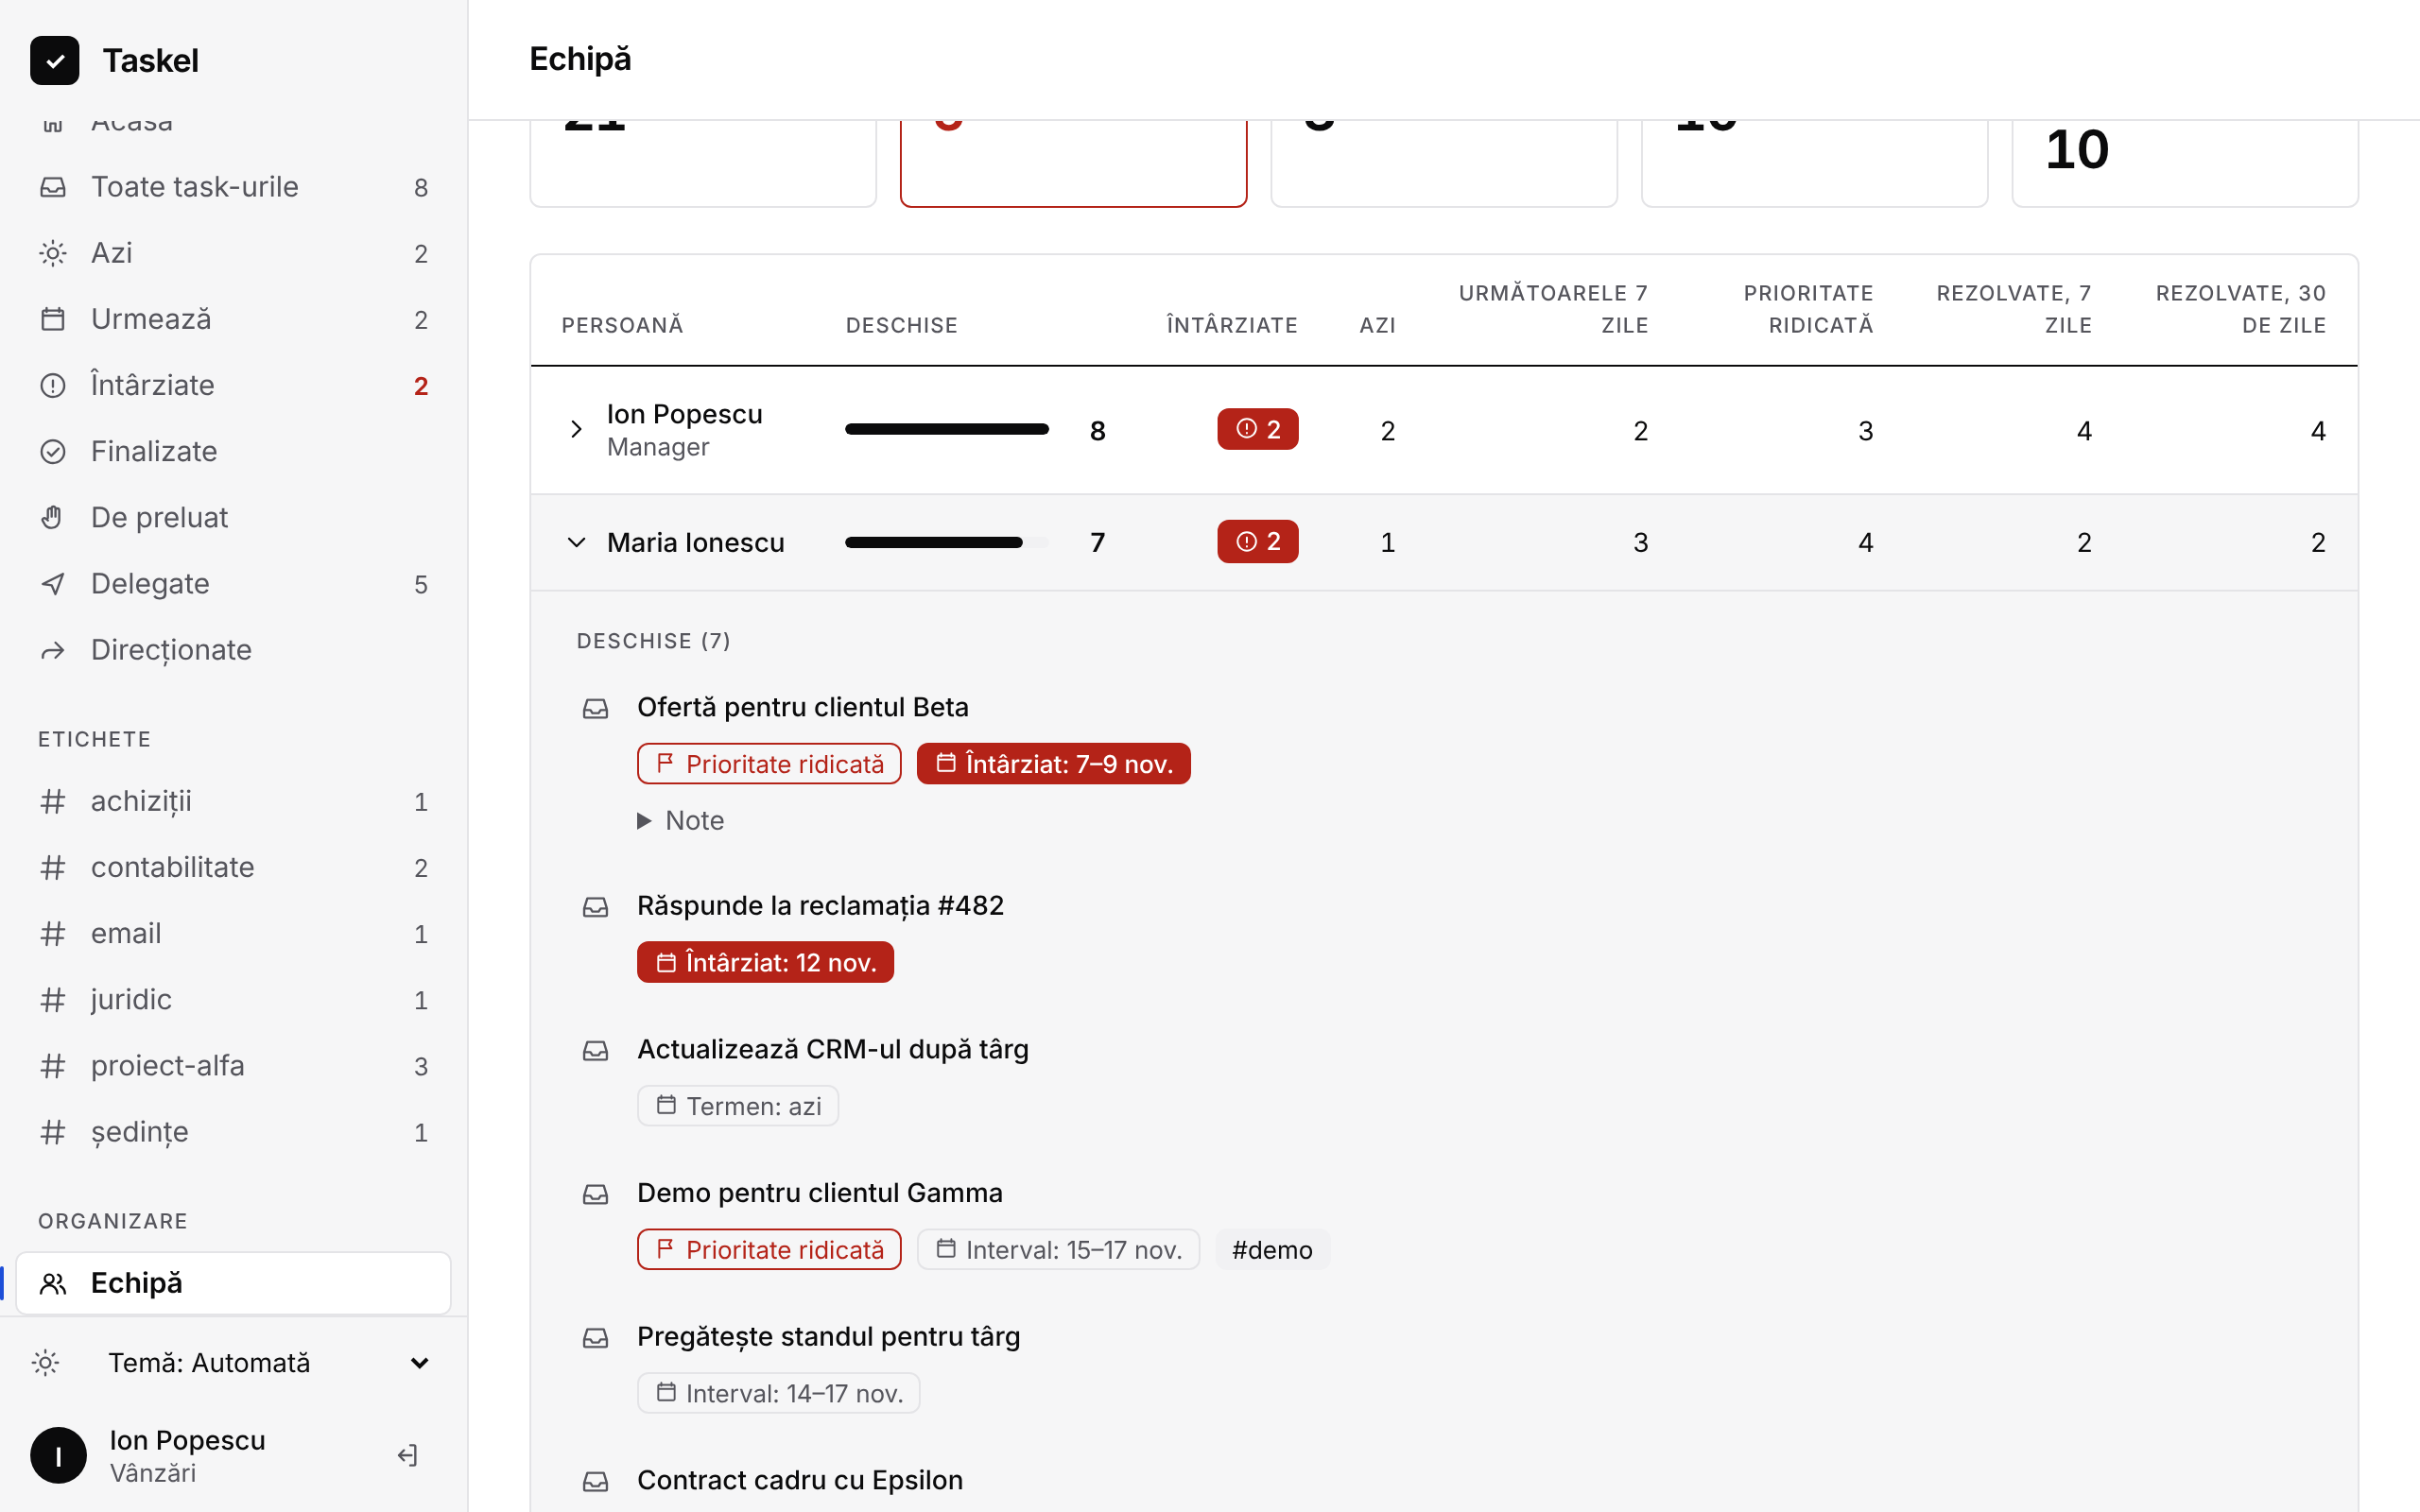 Taskel
Acasă
Toate task-urile 8
Azi 2
Urmează 2
Întârziate 2
Finalizate
De preluat
Delegate 5
Direcționate
ETICHETE
# achiziții 1
# contabilitate 2
# email 1
# juridic 1
# proiect-alfa 3
# ședințe 1
ORGANIZARE
Echipă
Temă: Automată
I
Ion Popescu
Vânzări
Echipă
21
10
PERSOANĂ DESCHISE ÎNTÂRZIATE AZI URMĂTOARELE 7 ZILE PRIORITATE RIDICATĂ REZOLVATE, 7 ZILE REZOLVATE, 30 DE ZILE
Ion Popescu 8 2 2 2 3 4 4
Manager
Maria Ionescu 7 2 1 3 4 2 2
DESCHISE (7)
Ofertă pentru clientul Beta
Prioritate ridicată Întârziat: 7–9 nov.
Note
Răspunde la reclamația #482
Întârziat: 12 nov.
Actualizează CRM-ul după târg
Termen: azi
Demo pentru clientul Gamma
Prioritate ridicată Interval: 15–17 nov. #demo
Pregătește standul pentru târg
Interval: 14–17 nov.
Contract cadru cu Epsilon